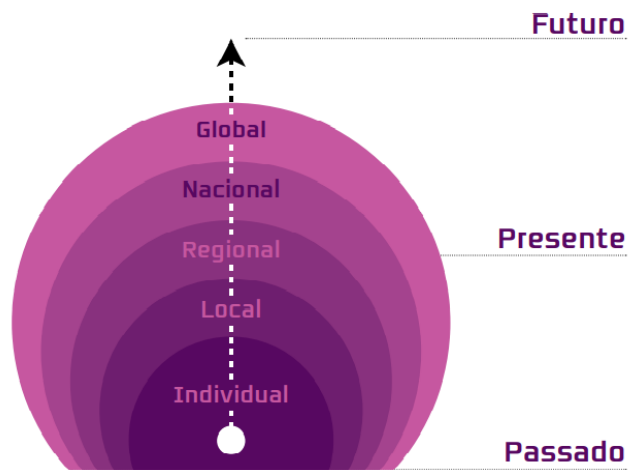 Futuro
Global
Nacional
Presente
Regional
Local
Individual
Passado